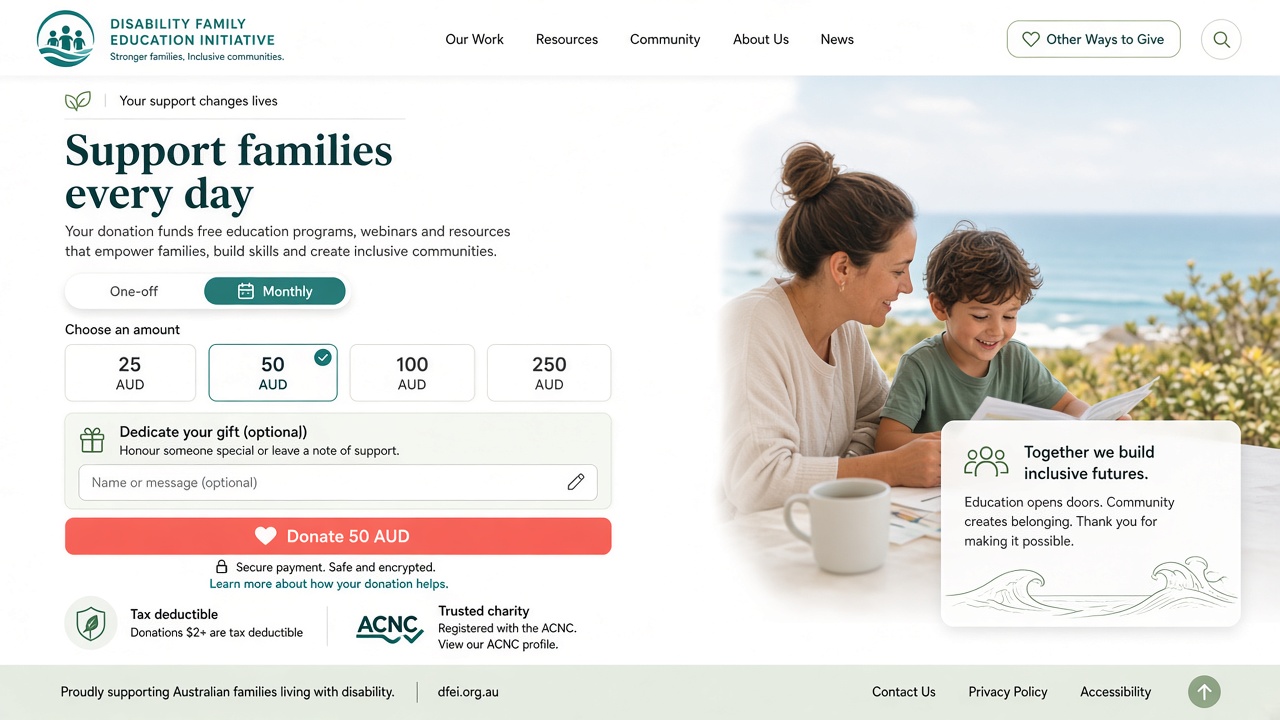 DISABILITY FAMILY
EDUCATION INITIATIVE
Stronger families, Inclusive communities.
Our Work
Resources
Community
About Us
News
Other Ways to Give
Your support changes lives
Support families
every day
Your donation funds free education programs, webinars and resources
that empower families, build skills and create inclusive communities.
One-off
Monthly
Choose an amount
25
AUD
50
AUD
100
AUD
250
AUD
Dedicate your gift (optional))
Honour someone special or leave a note of support.
Name or message (optional)
Donate 50 AUD
Secure payment. Safe and encrypted.
Learn more about how your donation helps.
Tax deductible
Donations $2+ are tax deductible
ACNC
Trusted charity
Registered with the ACNC.
View our ACNC profile.
Together we build
inclusive futures.
Education opens doors. Community
creates belonging. Thank you for
making it possible.
Proudly supporting Australian families living with disability.
dfei.org.au
Contact Us
Privacy Policy
Accessibility